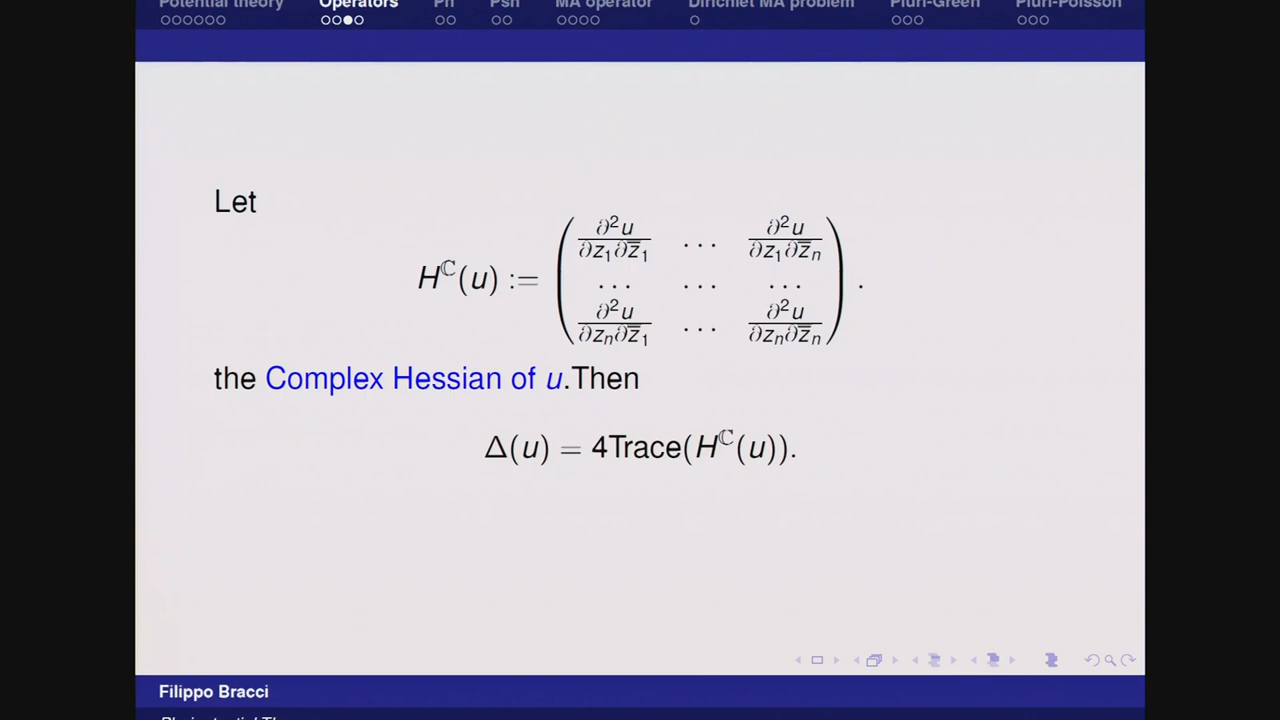 Potential theory Operators Ph Psh MA operator Dirichlet MA problem Pluri-Green Pluri-Poisson
Let
H^ℂ(u) := ( ∂²u/∂z₁∂z̄₁ ... ∂²u/∂z₁∂z̄ₙ
... ... ...
∂²u/∂zₙ∂z̄₁ ... ∂²u/∂zₙ∂z̄ₙ ) .
the Complex Hessian of u.Then
Δ(u) = 4Trace(H^ℂ(u)).
Filippo Bracci